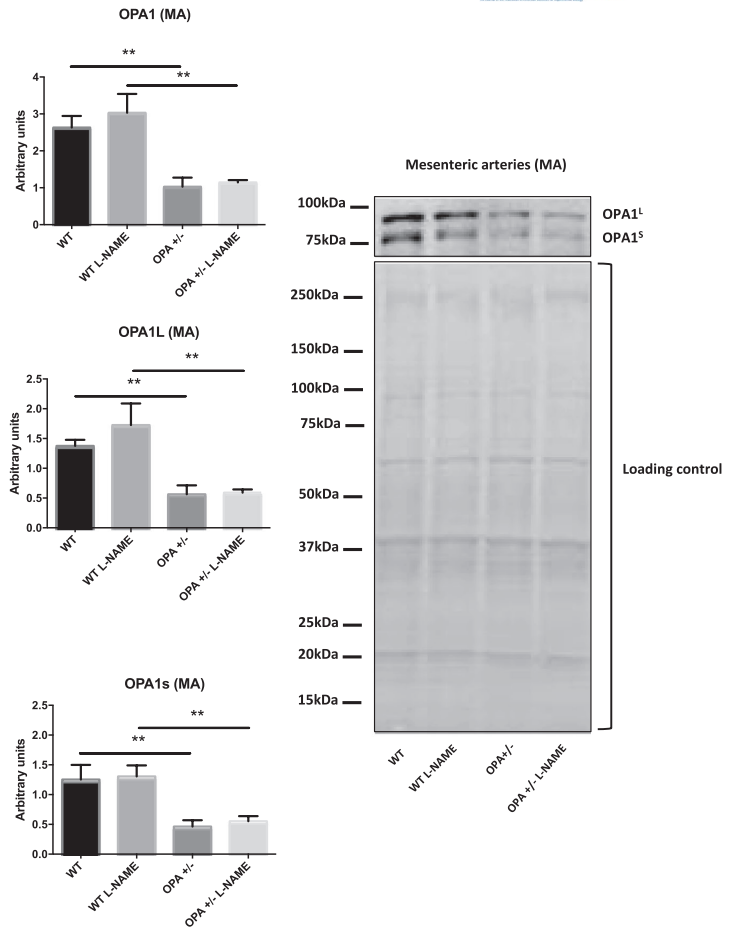 OPA1 (MA)
**
**
4
3
2
1
0
Arbitrary units
WT
WT L-NAME
OPA +/-
OPA +/- L-NAME
OPA1L (MA)
**
**
2.5
2.0
1.5
1.0
0.5
0.0
Arbitrary units
WT
WT L-NAME
OPA +/-
OPA +/- L-NAME
OPA1s (MA)
**
**
2.5
2.0
1.5
1.0
0.5
0.0
Arbitrary units
WT
WT L-NAME
OPA +/-
OPA +/- L-NAME
Mesenteric arteries (MA)
100kDa
75kDa
OPA1ᴸ
OPA1ˢ
250kDa
150kDa
100kDa
75kDa
50kDa
37kDa
25kDa
20kDa
15kDa
Loading control
WT
WT L-NAME
OPA+/-
OPA +/- L-NAME